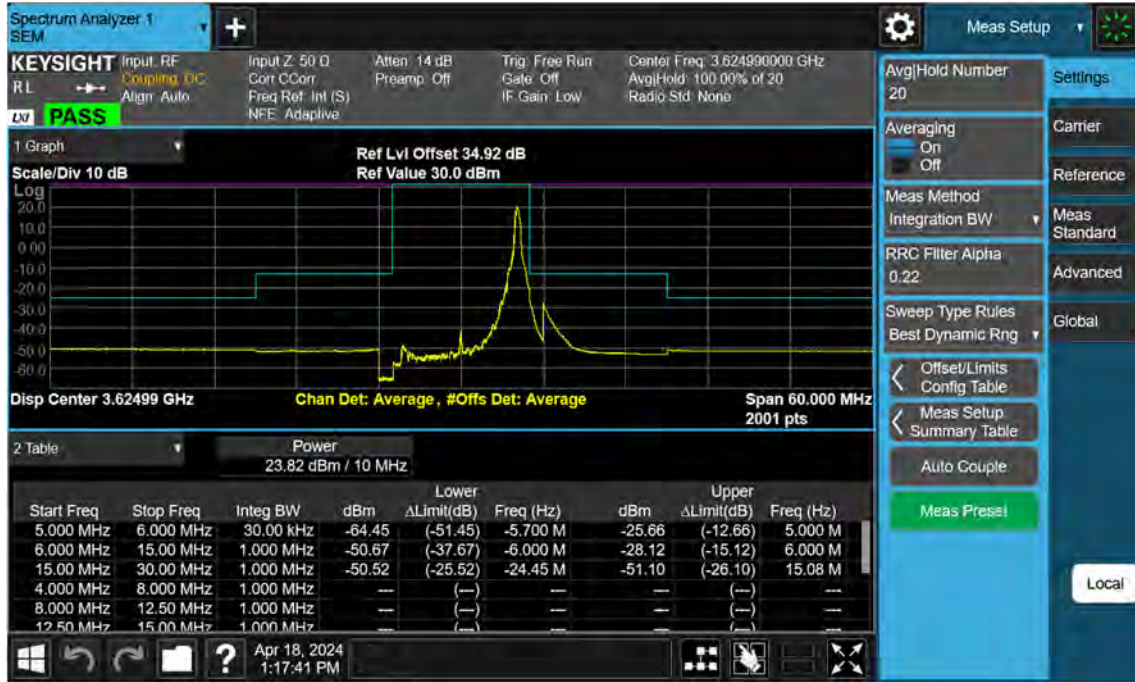 Spectrum Analyzer 1
SEM
Meas Setup
KEYSIGHT
RL
LXI
PASS
Input: RF
Coupling: DC
Align: Auto
Input Z: 50 Ω
Corr CCorr
Freq Ref: Int (S)
NFE: Adaptive
Atten: 14 dB
Preamp: Off
Trig: Free Run
Gate: Off
IF Gain: Low
Center Freq: 3.624990000 GHz
Avg|Hold: 100.00% of 20
Radio Std: None
1 Graph
Scale/Div 10 dB
Ref Lvl Offset 34.92 dB
Ref Value 30.0 dBm
Log
20.0
10.0
0.00
-10.0
-20.0
-30.0
-40.0
-50.0
-60.0
Disp Center 3.62499 GHz
Chan Det: Average, #Offs Det: Average
Span 60.000 MHz
2001 pts
2 Table
Power
23.82 dBm / 10 MHz
Lower Upper
Start Freq Stop Freq Integ BW dBm ΔLimit(dB) Freq (Hz) dBm ΔLimit(dB) Freq (Hz)
5.000 MHz 6.000 MHz 30.00 kHz -64.45 (-51.45) -5.700 M -25.66 (-12.66) 5.000 M
6.000 MHz 15.00 MHz 1.000 MHz -50.67 (-37.67) -6.000 M -28.12 (-15.12) 6.000 M
15.00 MHz 30.00 MHz 1.000 MHz -50.52 (-25.52) -24.45 M -51.10 (-26.10) 15.08 M
4.000 MHz 8.000 MHz 1.000 MHz --- (---) --- --- (---) ---
8.000 MHz 12.50 MHz 1.000 MHz --- (---) --- --- (---) ---
12.50 MHz 15.00 MHz 1.000 MHz --- (---) --- --- (---) ---
Apr 18, 2024
1:17:41 PM
Avg|Hold Number
20
Averaging
On
Off
Meas Method
Integration BW
RRC Filter Alpha
0.22
Sweep Type Rules
Best Dynamic Rng
Offset/Limits
Config Table
Meas Setup
Summary Table
Auto Couple
Meas Preset
Settings
Carrier
Reference
Meas
Standard
Advanced
Global
Local